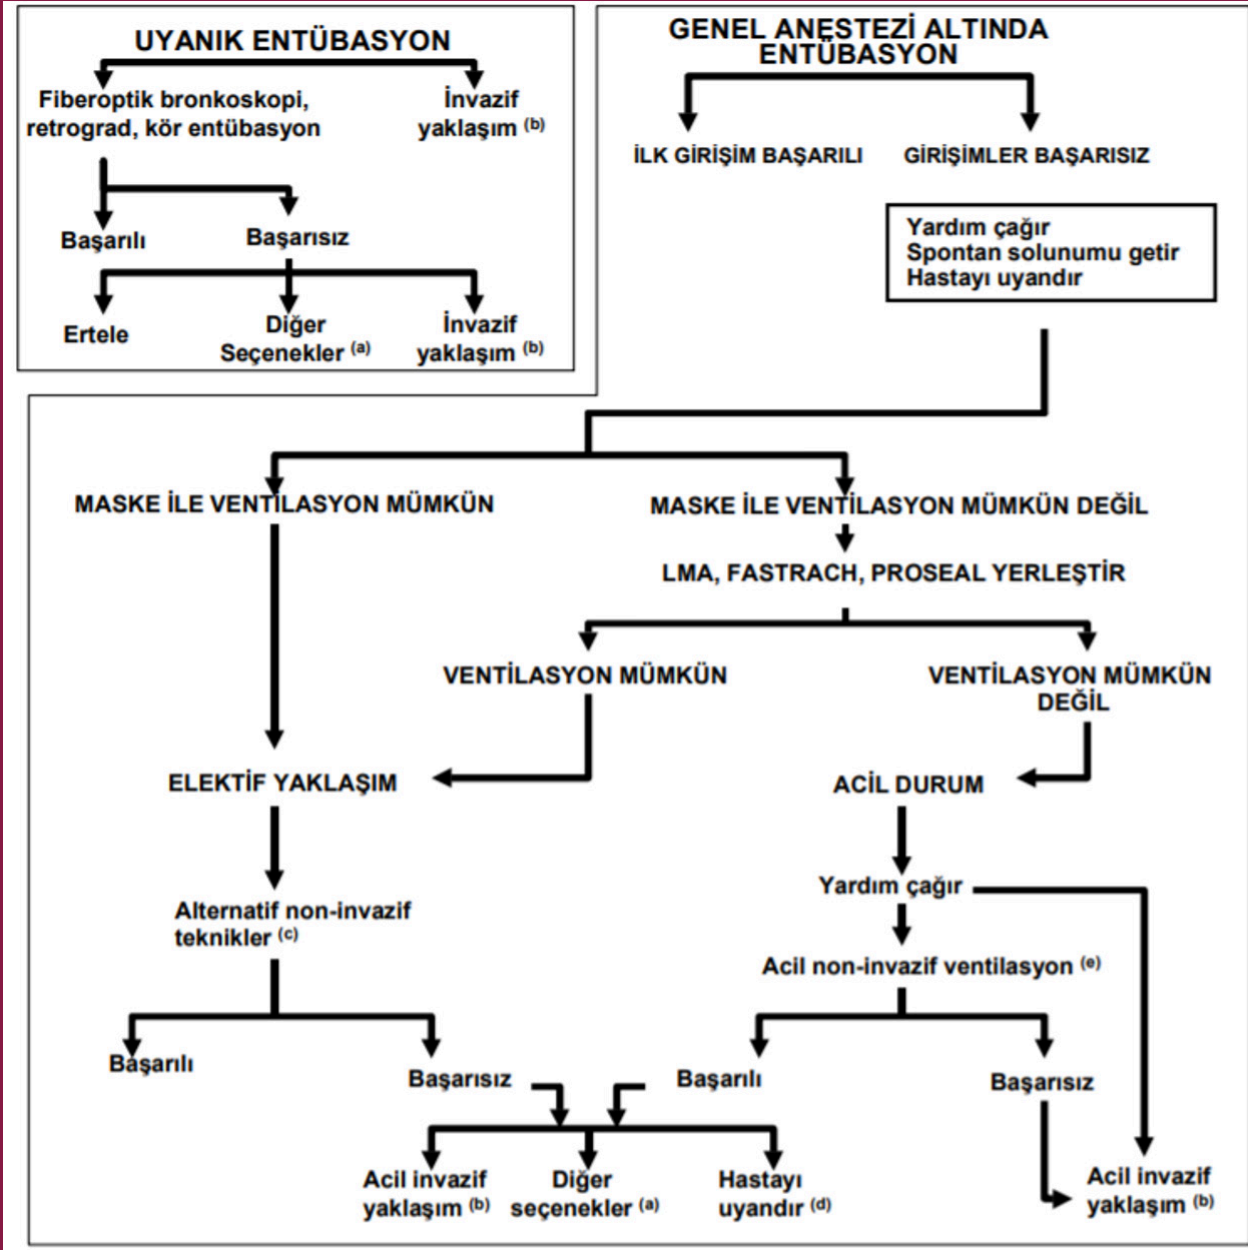 UYANIK ENTÜBASYON
Fiberoptik bronkoskopi,
retrograd, kör entübasyon
İnvazif
yaklaşım (b)
Başarılı
Başarısız
Ertele
Diğer
Seçenekler (a)
İnvazif
yaklaşım (b)
GENEL ANESTEZİ ALTINDA
ENTÜBASYON
İLK GİRİŞİM BAŞARILI
GİRİŞİMLER BAŞARISIZ
Yardım çağır
Spontan solunumu getir
Hastayı uyandır
MASKE İLE VENTİLASYON MÜMKÜN
MASKE İLE VENTİLASYON MÜMKÜN DEĞİL
LMA, FASTRACH, PROSEAL YERLEŞTİR
VENTİLASYON MÜMKÜN
VENTİLASYON MÜMKÜN
DEĞİL
ELEKTİF YAKLAŞIM
ACİL DURUM
Yardım çağır
Alternatif non-invazif
teknikler (c)
Acil non-invazif ventilasyon (e)
Başarılı
Başarısız
Başarılı
Başarısız
Acil invazif
yaklaşım (b)
Diğer
seçenekler (a)
Hastayı
uyandır (d)
Acil invazif
yaklaşım (b)